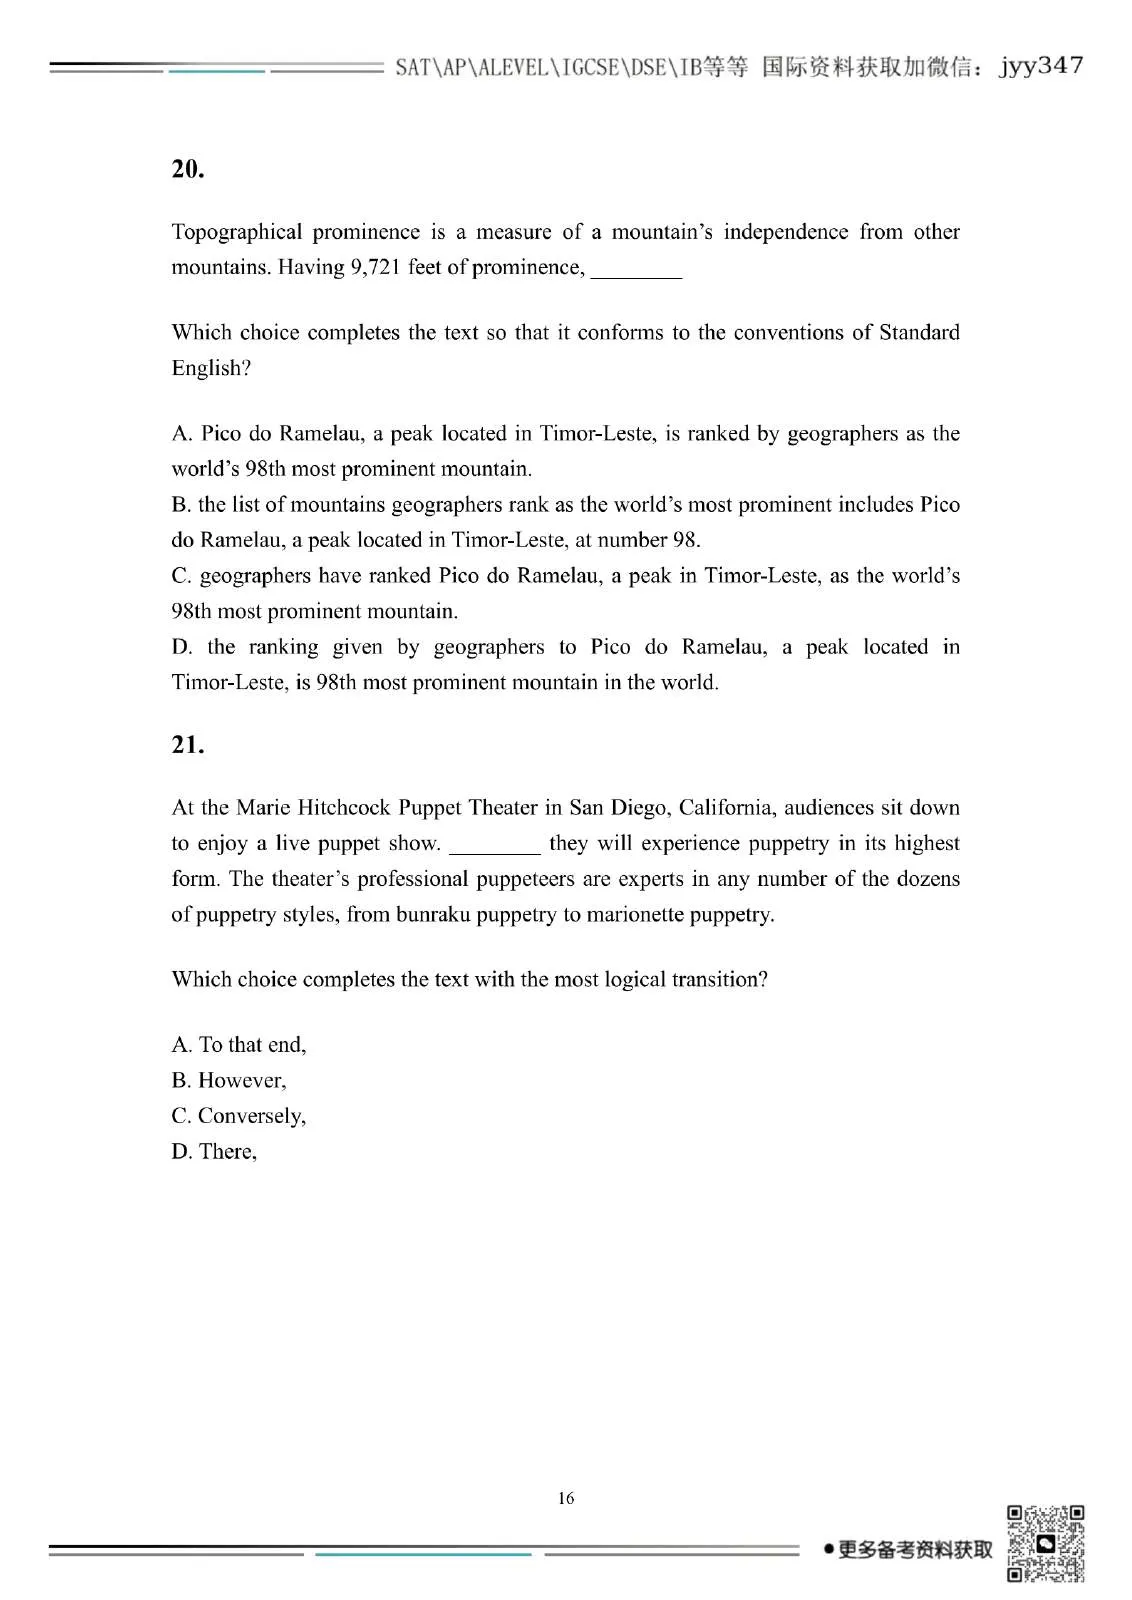 SAT\AP\ALEVEL\IGCSE\DSE\IB等等 国际资料获取加微信：jyy347
20.
Topographical prominence is a measure of a mountain’s independence from other
mountains. Having 9,721 feet of prominence, ________
Which choice completes the text so that it conforms to the conventions of Standard
English?
A. Pico do Ramelau, a peak located in Timor-Leste, is ranked by geographers as the
world’s 98th most prominent mountain.
B. the list of mountains geographers rank as the world’s most prominent includes Pico
do Ramelau, a peak located in Timor-Leste, at number 98.
C. geographers have ranked Pico do Ramelau, a peak in Timor-Leste, as the world’s
98th most prominent mountain.
D. the ranking given by geographers to Pico do Ramelau, a peak located in
Timor-Leste, is 98th most prominent mountain in the world.
21.
At the Marie Hitchcock Puppet Theater in San Diego, California, audiences sit down
to enjoy a live puppet show. ________ they will experience puppetry in its highest
form. The theater’s professional puppeteers are experts in any number of the dozens
of puppetry styles, from bunraku puppetry to marionette puppetry.
Which choice completes the text with the most logical transition?
A. To that end,
B. However,
C. Conversely,
D. There,
16
●更多备考资料获取